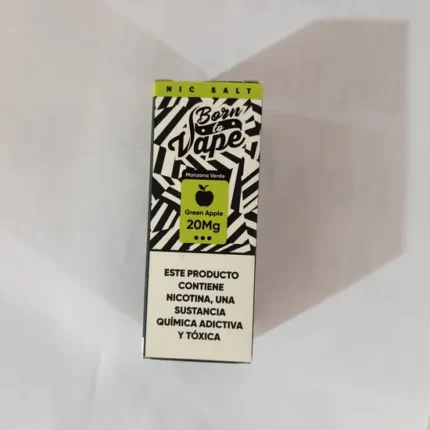 NIC SALT
Born
to
Vape
Manzana Verde
Green Apple
20Mg
ESTE PRODUCTO
CONTIENE
NICOTINA, UNA
SUSTANCIA
QUÍMICA ADICTIVA
Y TÓXICA